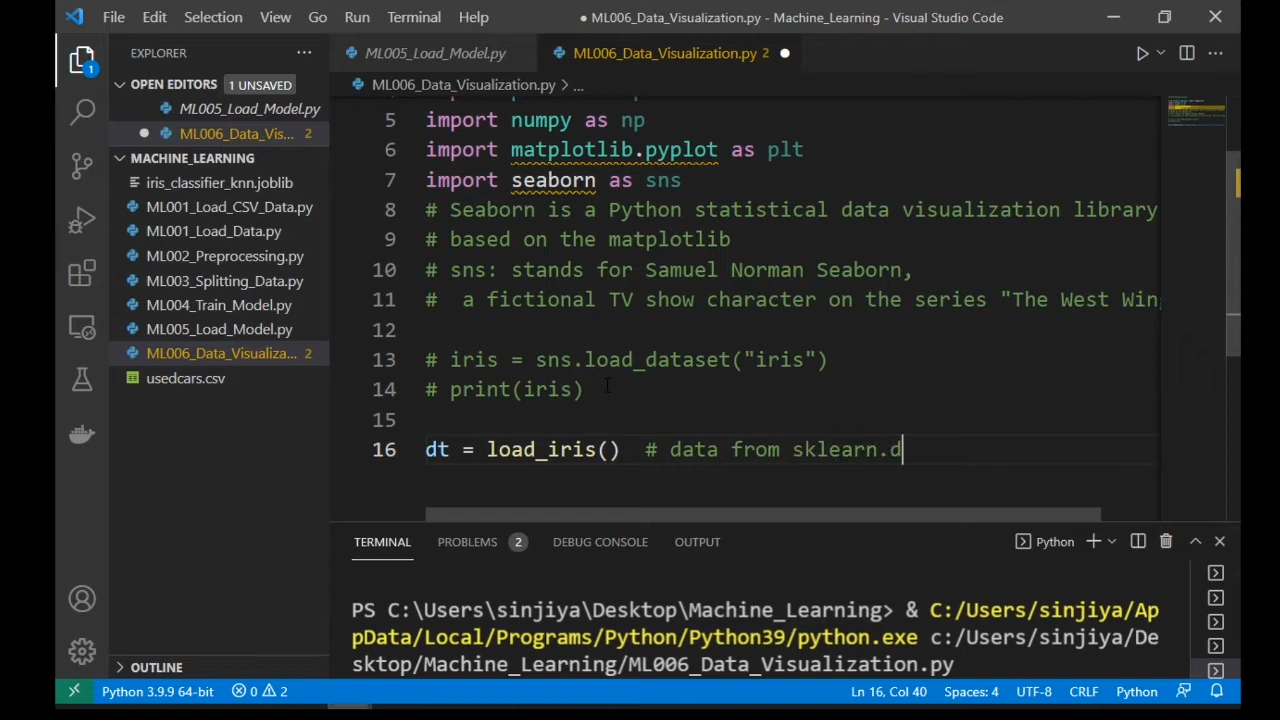 File Edit Selection View Go Run Terminal Help
● ML006_Data_Visualization.py - Machine_Learning - Visual Studio Code
EXPLORER
ML005_Load_Model.py
ML006_Data_Visualization.py 2
OPEN EDITORS 1 UNSAVED
ML006_Data_Visualization.py > ...
ML005_Load_Model.py
ML006_Data_Vis... 2
MACHINE_LEARNING
iris_classifier_knn.joblib
ML001_Load_CSV_Data.py
ML001_Load_Data.py
ML002_Preprocessing.py
ML003_Splitting_Data.py
ML004_Train_Model.py
ML005_Load_Model.py
ML006_Data_Visualiza... 2
usedcars.csv
OUTLINE
5 import numpy as np
6 import matplotlib.pyplot as plt
7 import seaborn as sns
8 # Seaborn is a Python statistical data visualization library
9 # based on the matplotlib
10 # sns: stands for Samuel Norman Seaborn,
11 #  a fictional TV show character on the series "The West Win
12
13 # iris = sns.load_dataset("iris")
14 # print(iris)
15
16 dt = load_iris()  # data from sklearn.d
TERMINAL PROBLEMS 2 DEBUG CONSOLE OUTPUT
Python
PS C:\Users\sinjiya\Desktop\Machine_Learning> & C:/Users/sinjiya/Ap
pData/Local/Programs/Python/Python39/python.exe c:/Users/sinjiya/De
sktop/Machine_Learning/ML006_Data_Visualization.py
1
Python 3.9.9 64-bit 0 2 Ln 16, Col 40 Spaces: 4 UTF-8 CRLF Python